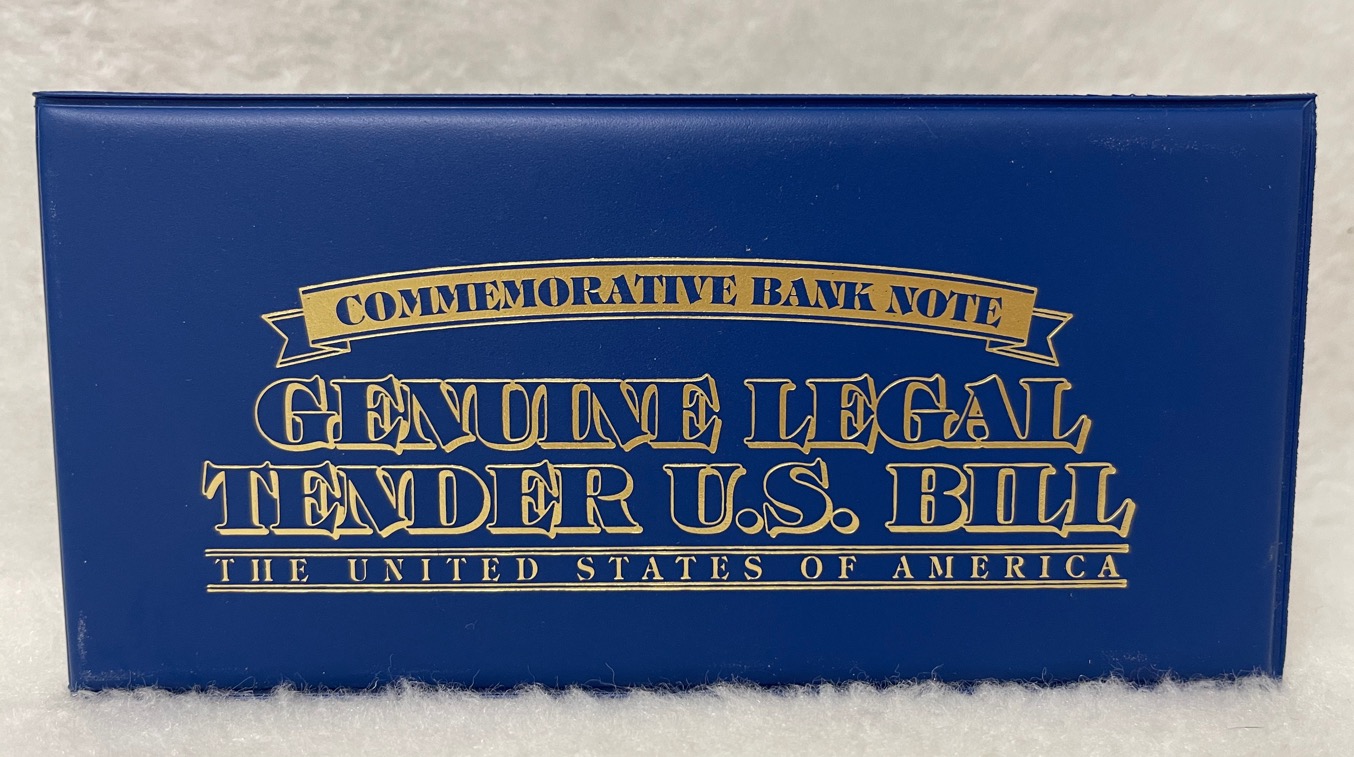 COMMEMORATIVE BANK NOTE
GENUINE LEGAL
TENDER U.S. BILL
THE UNITED STATES OF AMERICA